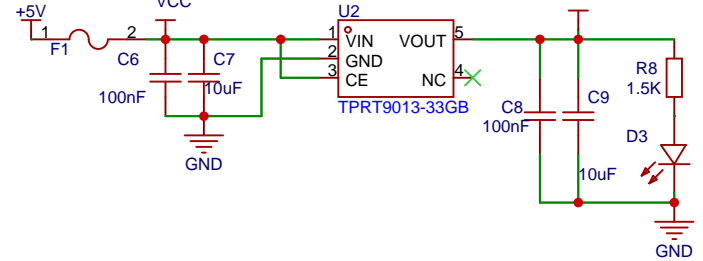 +5V
VCC
U2
1
2
F1
C6
C7
100nF
10uF
GND
1
VIN
VOUT
5
2
GND
3
CE
NC
4
TPRT9013-33GB
C8
100nF
C9
10uF
R8
1.5K
D3
GND